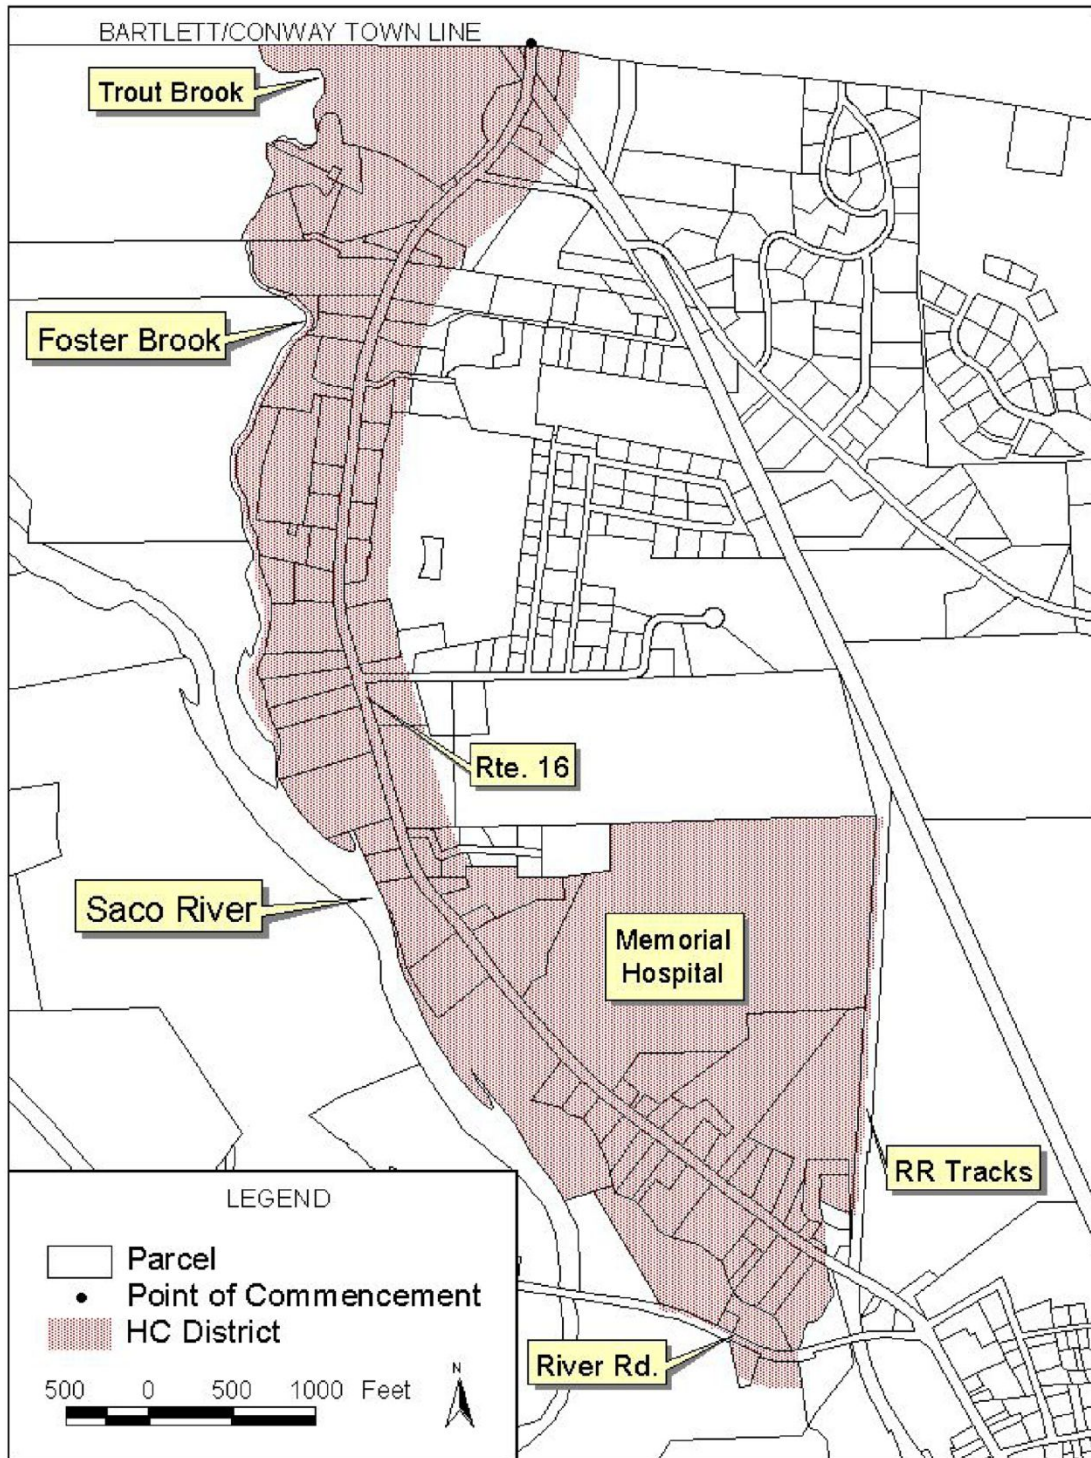 BARTLETT/CONWAY TOWN LINE
Trout Brook
Foster Brook
Rte. 16
Saco River
Memorial
Hospital
RR Tracks
River Rd.
LEGEND
Parcel
Point of Commencement
HC District
N
500 0 500 1000 Feet